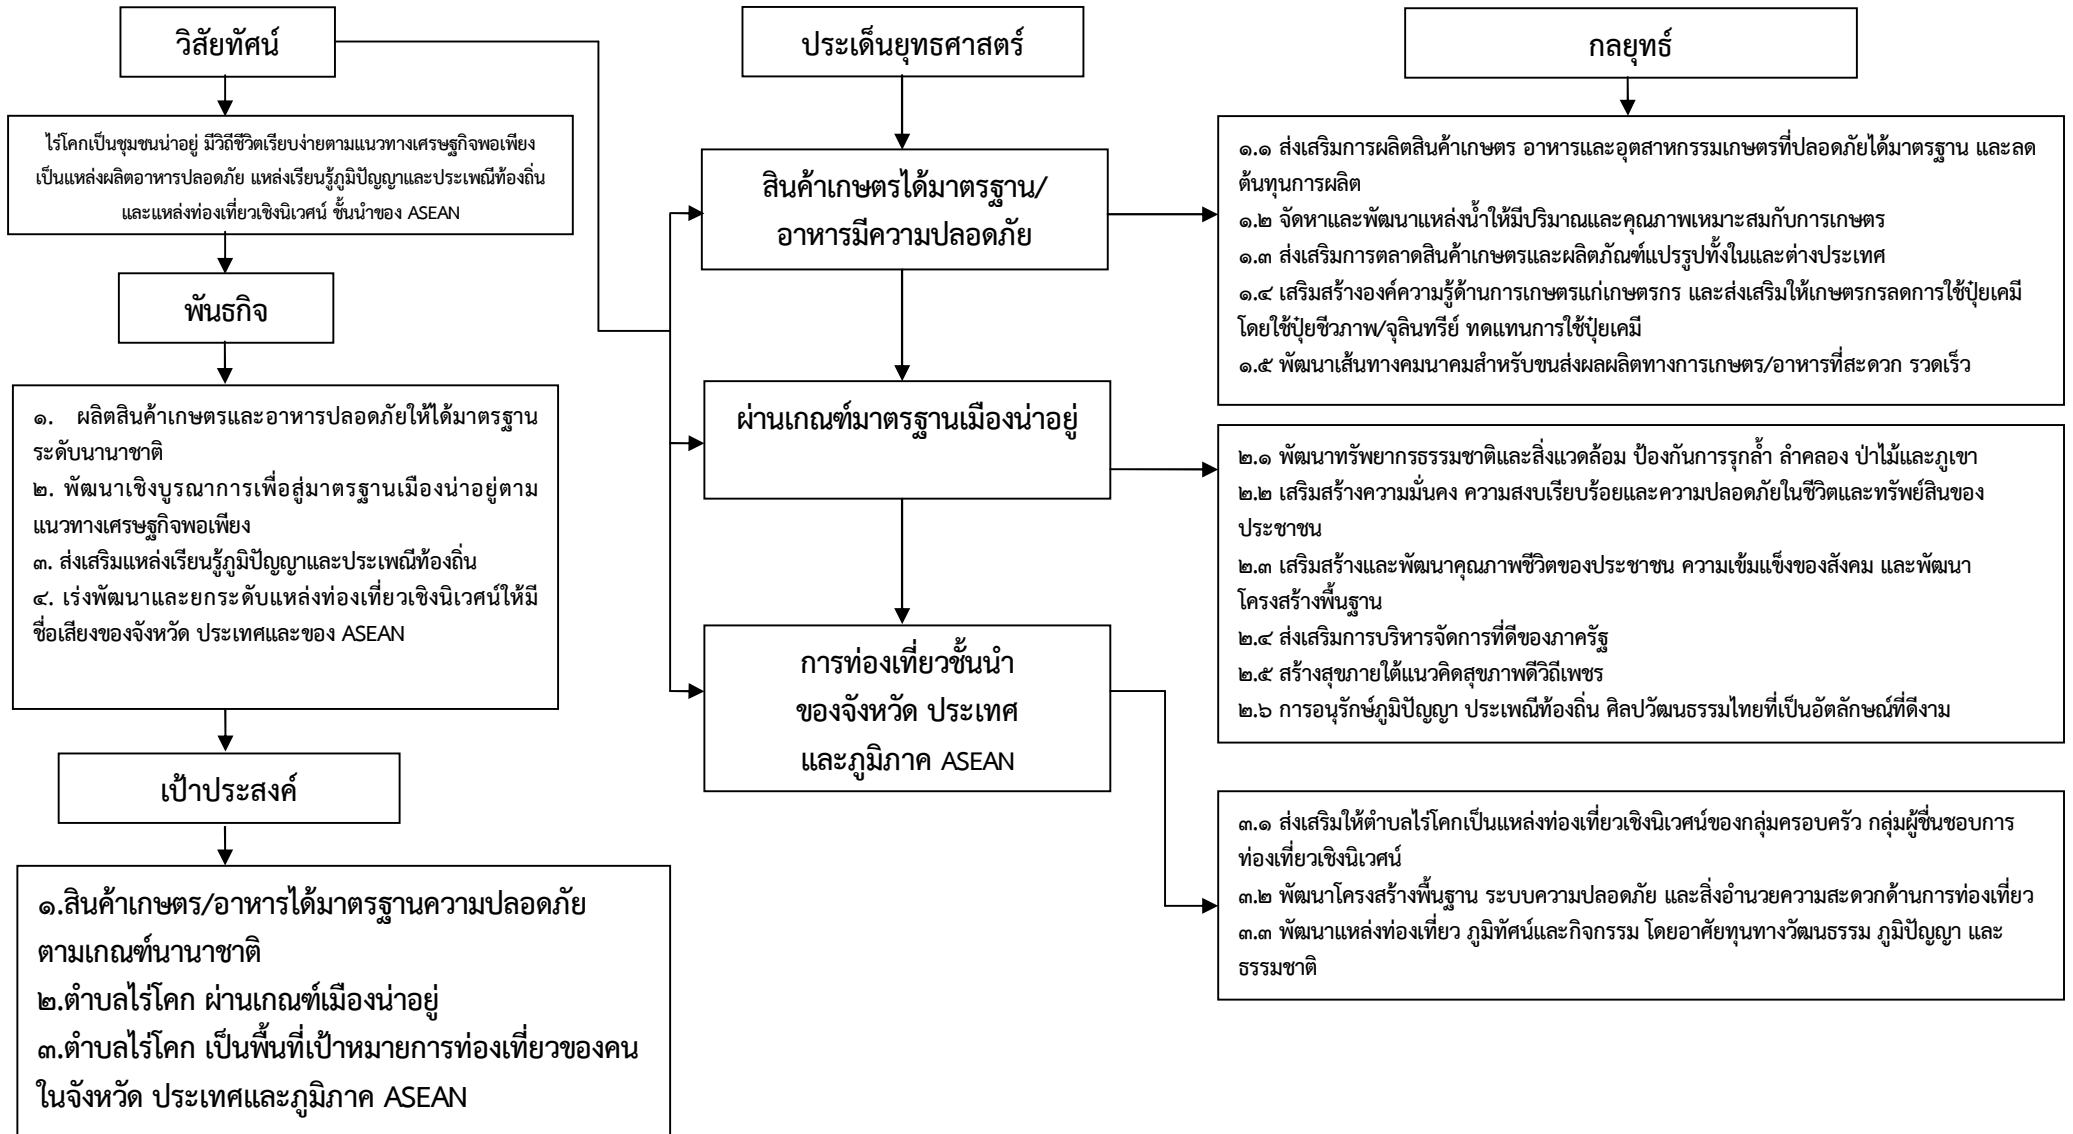 วิสัยทัศน์
ไร่โคกเป็นชุมชนน่าอยู่ มีวิถีชีวิตเรียบง่ายตามแนวทางเศรษฐกิจพอเพียง
เป็นแหล่งผลิตอาหารปลอดภัย แหล่งเรียนรู้ภูมิปัญญาและประเพณีท้องถิ่น
และแหล่งท่องเที่ยวเชิงนิเวศน์ ชั้นนำของ ASEAN
พันธกิจ
๑. ผลิตสินค้าเกษตรและอาหารปลอดภัยให้ได้มาตรฐาน
ระดับนานาชาติ
๒. พัฒนาเชิงบูรณาการเพื่อสู่มาตรฐานเมืองน่าอยู่ตาม
แนวทางเศรษฐกิจพอเพียง
๓. ส่งเสริมแหล่งเรียนรู้ภูมิปัญญาและประเพณีท้องถิ่น
๔. เร่งพัฒนาและยกระดับแหล่งท่องเที่ยวเชิงนิเวศน์ให้มี
ชื่อเสียงของจังหวัด ประเทศและของ ASEAN
เป้าประสงค์
๑.สินค้าเกษตร/อาหารได้มาตรฐานความปลอดภัย
ตามเกณฑ์นานาชาติ
๒.ตำบลไร่โคก ผ่านเกณฑ์เมืองน่าอยู่
๓.ตำบลไร่โคก เป็นพื้นที่เป้าหมายการท่องเที่ยวของคน
ในจังหวัด ประเทศและภูมิภาค ASEAN
ประเด็นยุทธศาสตร์
สินค้าเกษตรได้มาตรฐาน/
อาหารมีความปลอดภัย
ผ่านเกณฑ์มาตรฐานเมืองน่าอยู่
การท่องเที่ยวชั้นนำ
ของจังหวัด ประเทศ
และภูมิภาค ASEAN
กลยุทธ์
๑.๑ ส่งเสริมการผลิตสินค้าเกษตร อาหารและอุตสาหกรรมเกษตรที่ปลอดภัยได้มาตรฐาน และลด
ต้นทุนการผลิต
๑.๒ จัดหาและพัฒนาแหล่งน้ำให้มีปริมาณและคุณภาพเหมาะสมกับการเกษตร
๑.๓ ส่งเสริมการตลาดสินค้าเกษตรและผลิตภัณฑ์แปรรูปทั้งในและต่างประเทศ
๑.๔ เสริมสร้างองค์ความรู้ด้านการเกษตรแก่เกษตรกร และส่งเสริมให้เกษตรกรลดการใช้ปุ๋ยเคมี
โดยใช้ปุ๋ยชีวภาพ/จุลินทรีย์ ทดแทนการใช้ปุ๋ยเคมี
๑.๕ พัฒนาเส้นทางคมนาคมสำหรับขนส่งผลผลิตทางการเกษตร/อาหารที่สะดวก รวดเร็ว
๒.๑ พัฒนาทรัพยากรธรรมชาติและสิ่งแวดล้อม ป้องกันการรุกล้ำ ลำคลอง ป่าไม้และภูเขา
๒.๒ เสริมสร้างความมั่นคง ความสงบเรียบร้อยและความปลอดภัยในชีวิตและทรัพย์สินของ
ประชาชน
๒.๓ เสริมสร้างและพัฒนาคุณภาพชีวิตของประชาชน ความเข้มแข็งของสังคม และพัฒนา
โครงสร้างพื้นฐาน
๒.๔ ส่งเสริมการบริหารจัดการที่ดีของภาครัฐ
๒.๕ สร้างสุขภายใต้แนวคิดสุขภาพดีวิถีเพชร
๒.๖ การอนุรักษ์ภูมิปัญญา ประเพณีท้องถิ่น ศิลปวัฒนธรรมไทยที่เป็นอัตลักษณ์ที่ดีงาม
๓.๑ ส่งเสริมให้ตำบลไร่โคกเป็นแหล่งท่องเที่ยวเชิงนิเวศน์ของกลุ่มครอบครัว กลุ่มผู้ชื่นชอบการ
ท่องเที่ยวเชิงนิเวศน์
๓.๒ พัฒนาโครงสร้างพื้นฐาน ระบบความปลอดภัย และสิ่งอำนวยความสะดวกด้านการท่องเที่ยว
๓.๓ พัฒนาแหล่งท่องเที่ยว ภูมิทัศน์และกิจกรรม โดยอาศัยทุนทางวัฒนธรรม ภูมิปัญญา และ
ธรรมชาติ